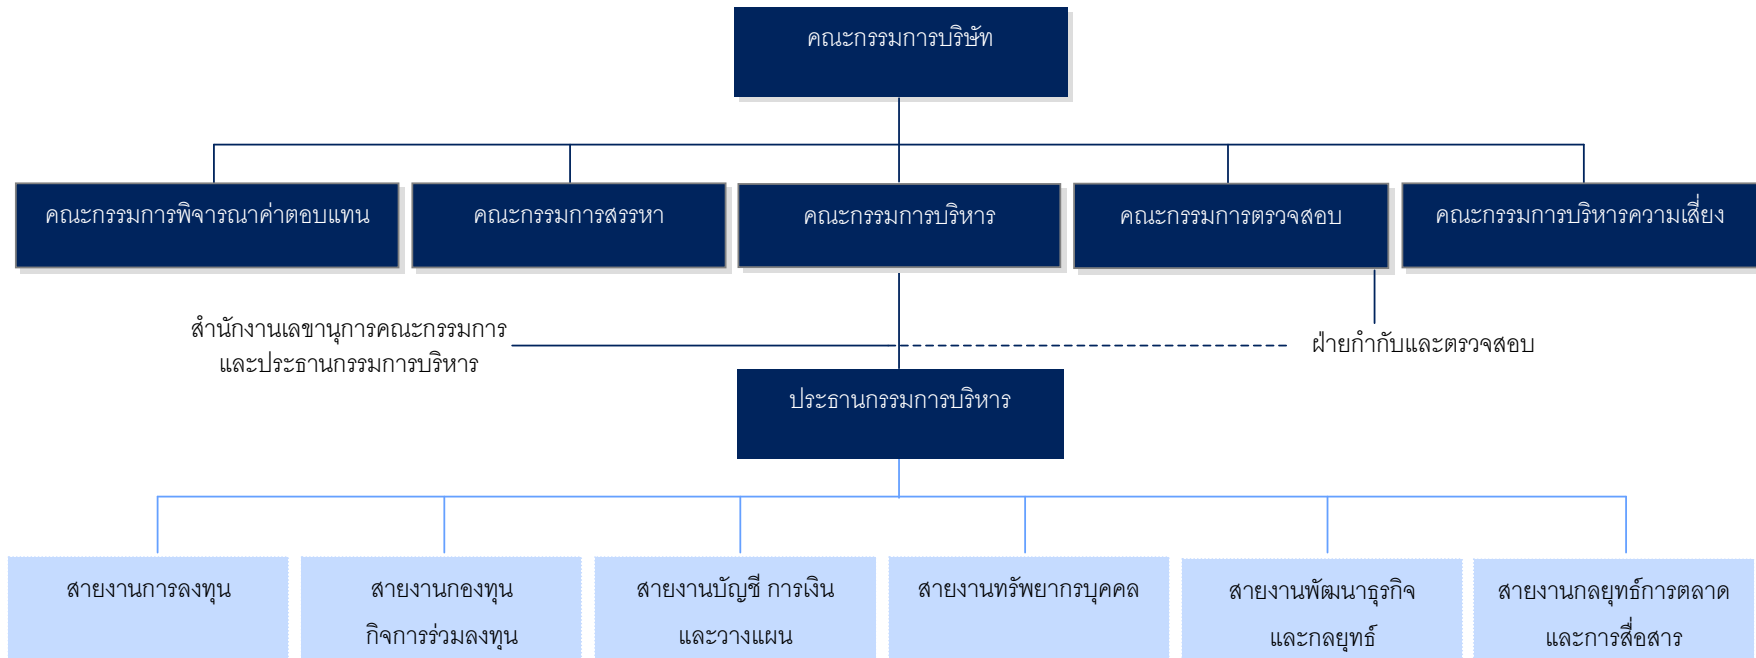 คณะกรรมการบริษัท
คณะกรรมการพิจารณาค่าตอบแทน
คณะกรรมการสรรหา
คณะกรรมการบริหาร
คณะกรรมการตรวจสอบ
คณะกรรมการบริหารความเสี่ยง
สำนักงานเลขานุการคณะกรรมการ
และประธานกรรมการบริหาร
ฝ่ายกำกับและตรวจสอบ
ประธานกรรมการบริหาร
สายงานการลงทุน
สายงานกองทุน
กิจการร่วมลงทุน
สายงานบัญชี การเงิน
และวางแผน
สายงานทรัพยากรบุคคล
สายงานพัฒนาธุรกิจ
และกลยุทธ์
สายงานกลยุทธ์การตลาด
และการสื่อสาร